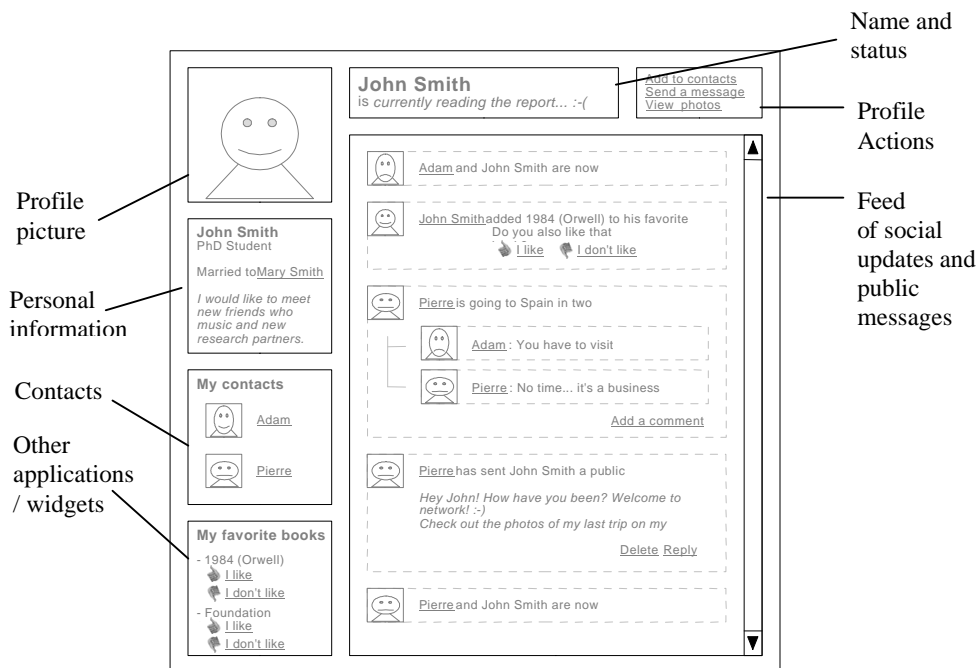 Name and
status
John Smith
is currently reading the report... :-(
Add to contacts
Send a message
View photos
Profile
Actions
Profile
picture
Adam and John Smith are now
John Smith added 1984 (Orwell) to his favorite
Do you also like that
I like I don't like
Feed
of social
updates and
public
messages
John Smith
PhD Student
Married to Mary Smith
I would like to meet
new friends who
music and new
research partners.
Personal
information
Pierre is going to Spain in two
Adam : You have to visit
Pierre : No time... it's a business
Add a comment
Contacts
My contacts
Adam
Pierre
Other
applications
/ widgets
Pierre has sent John Smith a public
Hey John! How have you been? Welcome to
network! :-)
Check out the photos of my last trip on my
Delete Reply
My favorite books
- 1984 (Orwell)
I like
I don't like
- Foundation
I like
I don't like
Pierre and John Smith are now